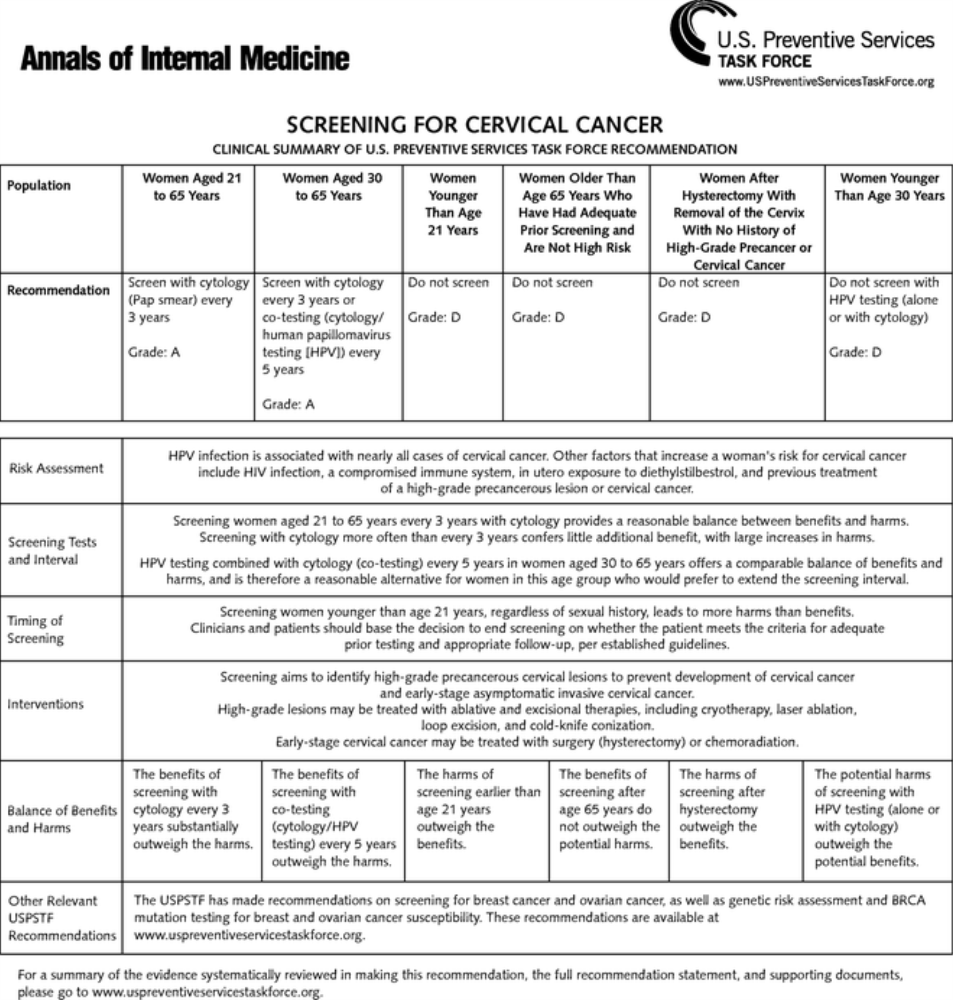 Annals of Internal Medicine
U.S. Preventive Services
TASK FORCE
www.USPreventiveServicesTaskForce.org
SCREENING FOR CERVICAL CANCER
CLINICAL SUMMARY OF U.S. PREVENTIVE SERVICES TASK FORCE RECOMMENDATION
Population
Women Aged 21
to 65 Years
Women Aged 30
to 65 Years
Women
Younger
Than Age
21 Years
Women Older Than
Age 65 Years Who
Have Had Adequate
Prior Screening and
Are Not High Risk
Women After
Hysterectomy With
Removal of the Cervix
With No History of
High-Grade Precancer or
Cervical Cancer
Women Younger
Than Age 30 Years
Recommendation
Screen with cytology
(Pap smear) every
3 years
Grade: A
Screen with cytology
every 3 years or
co-testing (cytology/
human papillomavirus
testing [HPV]) every
5 years
Grade: A
Do not screen
Grade: D
Do not screen
Grade: D
Do not screen
Grade: D
Do not screen with
HPV testing (alone
or with cytology)
Grade: D
Risk Assessment
HPV infection is associated with nearly all cases of cervical cancer. Other factors that increase a woman's risk for cervical cancer
include HIV infection, a compromised immune system, in utero exposure to diethylstilbestrol, and previous treatment
of a high-grade precancerous lesion or cervical cancer.
Screening Tests
and Interval
Screening women aged 21 to 65 years every 3 years with cytology provides a reasonable balance between benefits and harms.
Screening with cytology more often than every 3 years confers little additional benefit, with large increases in harms.
HPV testing combined with cytology (co-testing) every 5 years in women aged 30 to 65 years offers a comparable balance of benefits and
harms, and is therefore a reasonable alternative for women in this age group who would prefer to extend the screening interval.
Timing of
Screening
Screening women younger than age 21 years, regardless of sexual history, leads to more harms than benefits.
Clinicians and patients should base the decision to end screening on whether the patient meets the criteria for adequate
prior testing and appropriate follow-up, per established guidelines.
Interventions
Screening aims to identify high-grade precancerous cervical lesions to prevent development of cervical cancer
and early-stage asymptomatic invasive cervical cancer.
High-grade lesions may be treated with ablative and excisional therapies, including cryotherapy, laser ablation,
loop excision, and cold-knife conization.
Early-stage cervical cancer may be treated with surgery (hysterectomy) or chemoradiation.
Balance of Benefits
and Harms
The benefits of
screening with
cytology every 3
years substantially
outweigh the harms.
The benefits of
screening with
co-testing
(cytology/HPV
testing) every 5 years
outweigh the harms.
The harms of
screening earlier than
age 21 years
outweigh the
benefits.
The benefits of
screening after
age 65 years do
not outweigh the
potential harms.
The harms of
screening after
hysterectomy
outweigh the
benefits.
The potential harms
of screening with
HPV testing (alone or
with cytology)
outweigh the
potential benefits.
Other Relevant
USPSTF
Recommendations
The USPSTF has made recommendations on screening for breast cancer and ovarian cancer, as well as genetic risk assessment and BRCA
mutation testing for breast and ovarian cancer susceptibility. These recommendations are available at
www.uspreventiveservicestaskforce.org.
For a summary of the evidence systematically reviewed in making this recommendation, the full recommendation statement, and supporting documents,
please go to www.uspreventiveservicestaskforce.org.